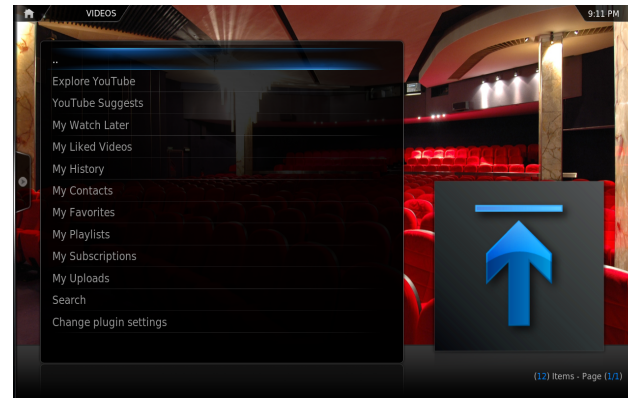 VIDEOS
9:11 PM
..
Explore YouTube
YouTube Suggests
My Watch Later
My Liked Videos
My History
My Contacts
My Favorites
My Playlists
My Subscriptions
My Uploads
Search
Change plugin settings
(12) Items - Page (1/1)